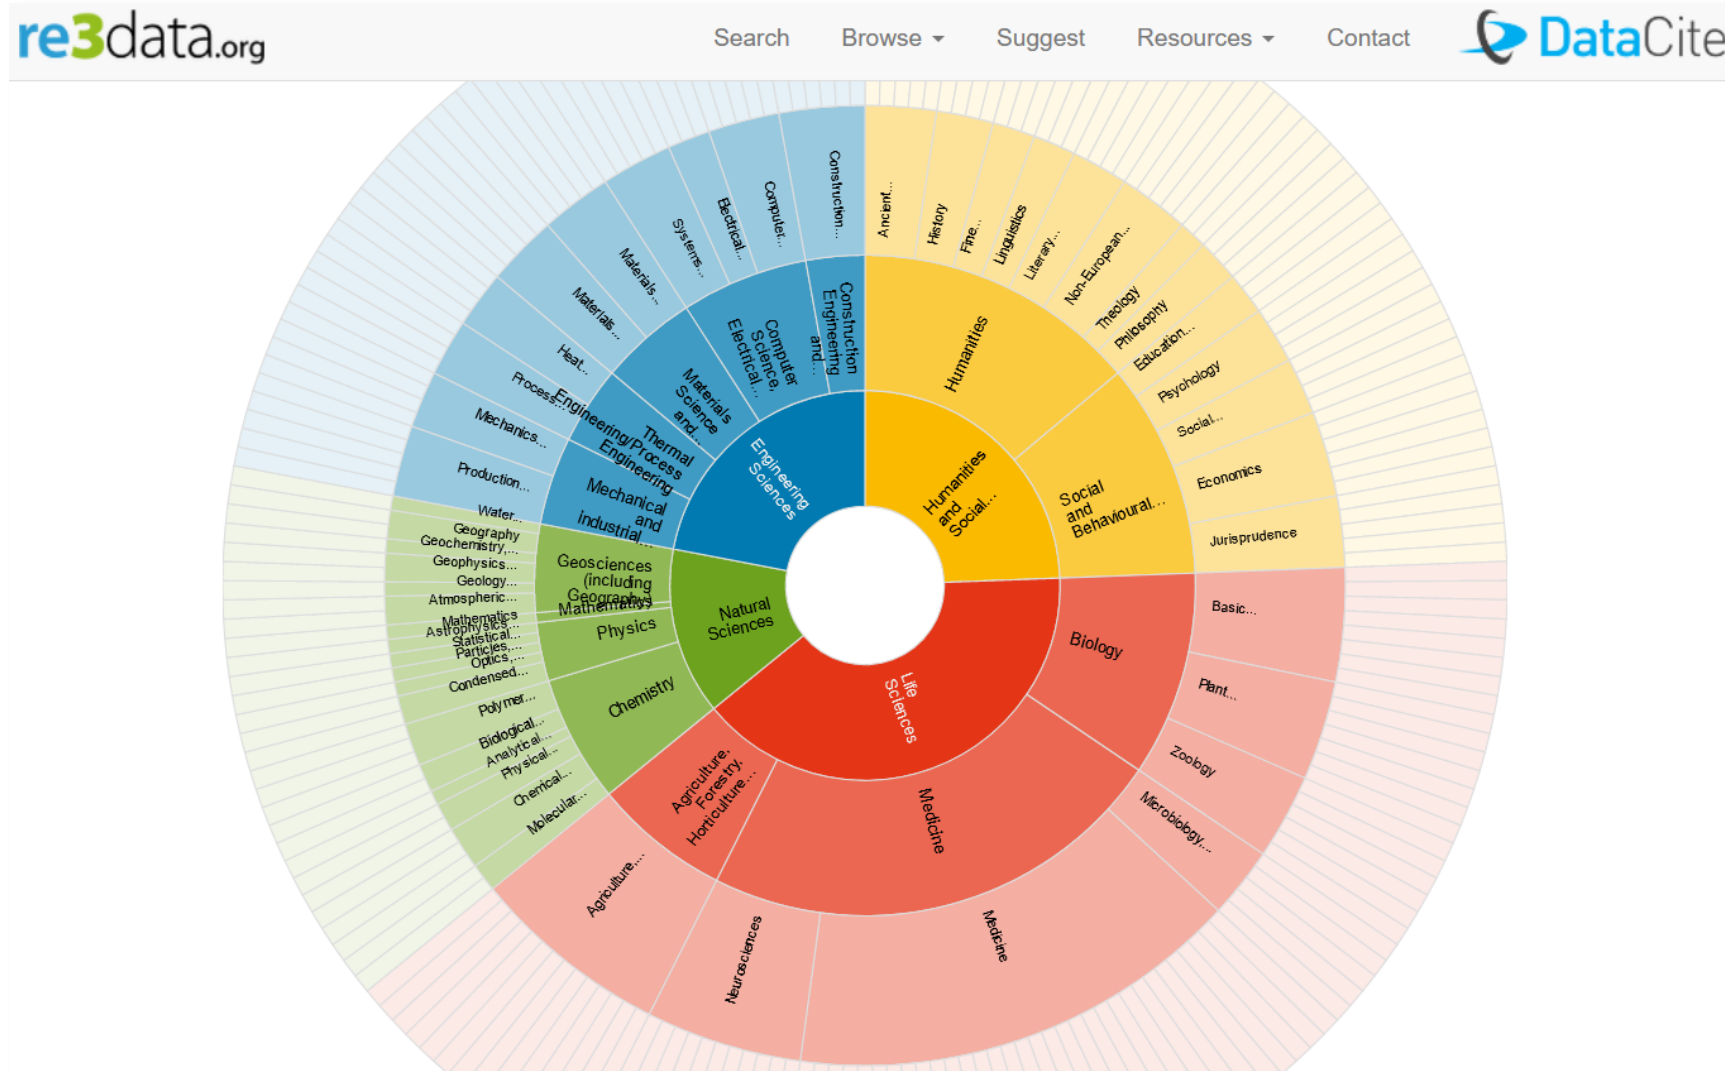 re3data.org
Search
Browse
Suggest
Resources
Contact
DataCite
Humanities
and
Social...
Life
Sciences
Natural
Sciences
Engineering
Sciences
Humanities
Social
and
Behavioural...
Biology
Medicine
Agriculture,
Forestry,
Horticulture...
Chemistry
Physics
Mathematics
Geosciences
(including
Geography)
Mechanical
and
industrial...
Thermal
Engineering/Process
Engineering
Materials
Science
and...
Computer
Science,
Electrical...
Construction
Engineering
and...
Ancient...
History
Fine...
Linguistics
Literary...
Non-European...
Theology
Philosophy
Education...
Psychology
Social...
Economics
Jurisprudence
Basic...
Plant...
Zoology
Microbiology,...
Medicine
Neurosciences
Agriculture,...
Molecular...
Chemical...
Physical...
Analytical...
Biological...
Polymer...
Condensed...
Optics,...
Particles,...
Statistical...
Astrophysics...
Mathematics
Atmospheric...
Geology...
Geophysics...
Geochemistry,...
Geography
Water...
Production...
Mechanics...
Process...
Heat...
Materials...
Materials...
Systems...
Electrical...
Computer...
Construction...